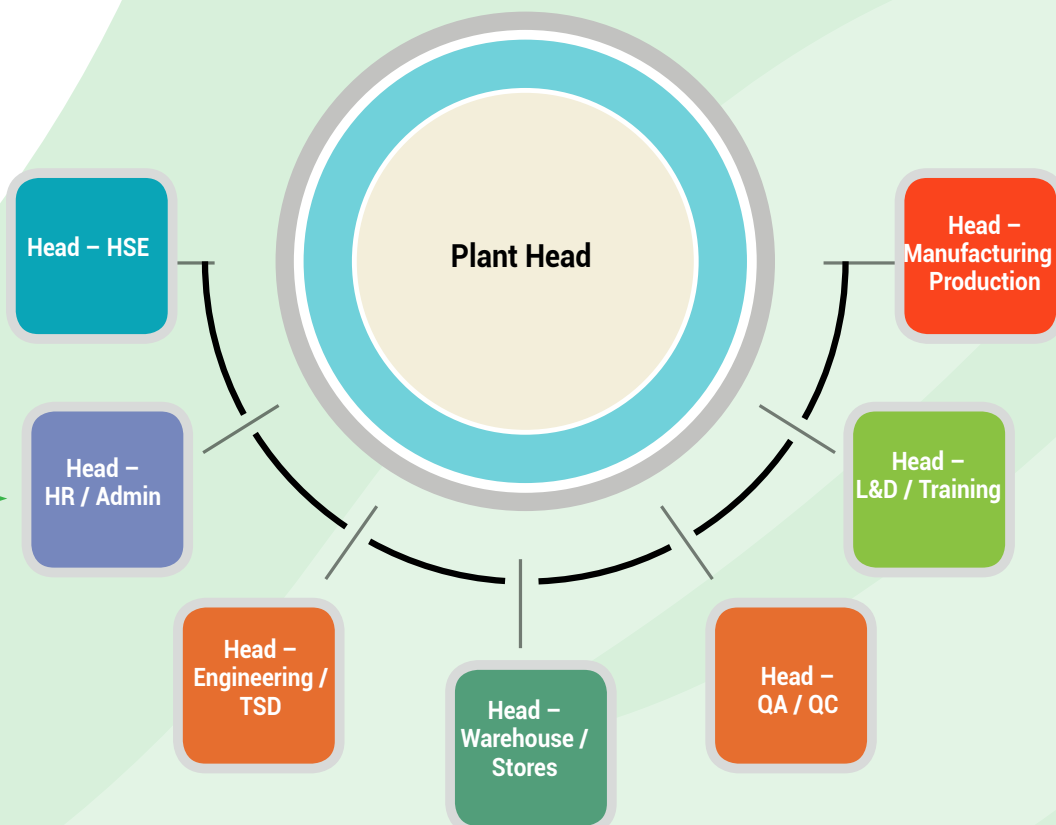 Plant Head
Head – HSE
Head –
HR / Admin
Head –
Engineering /
TSD
Head –
Warehouse /
Stores
Head –
QA / QC
Head –
L&D / Training
Head –
Manufacturing
Production